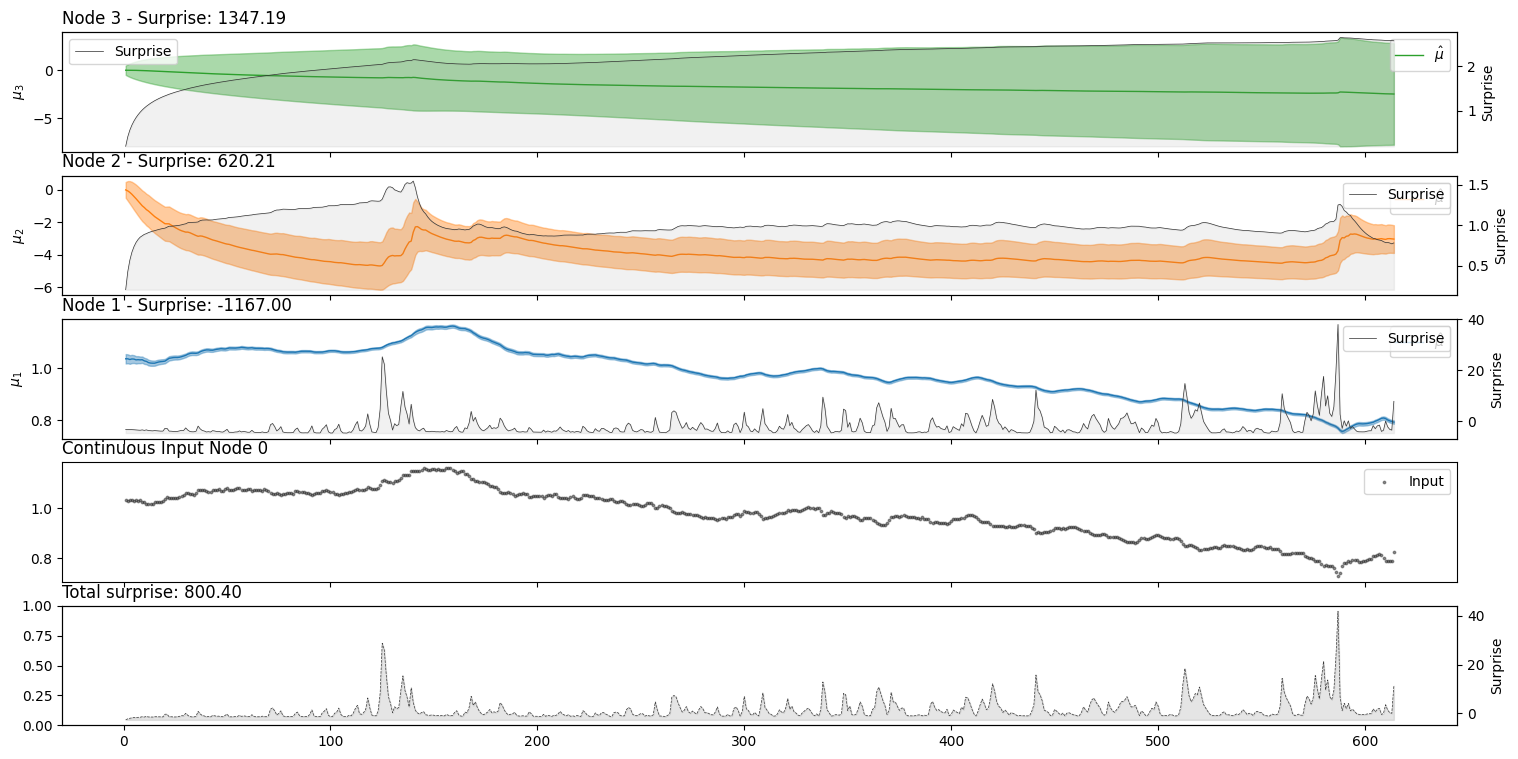 Node 3 - Surprise: 1347.19
Surprise
μ̂
0
−5
μ₃
2
1
Surprise
Node 2 - Surprise: 620.21
Surprise
0
−2
−4
−6
μ₂
1.5
1.0
0.5
Surprise
Node 1 - Surprise: -1167.00
Surprise
1.0
0.8
μ₁
40
20
0
Surprise
Continuous Input Node 0
Input
1.0
0.8
Total surprise: 800.40
1.00
0.75
0.50
0.25
0.00
40
20
0
Surprise
0 100 200 300 400 500 600